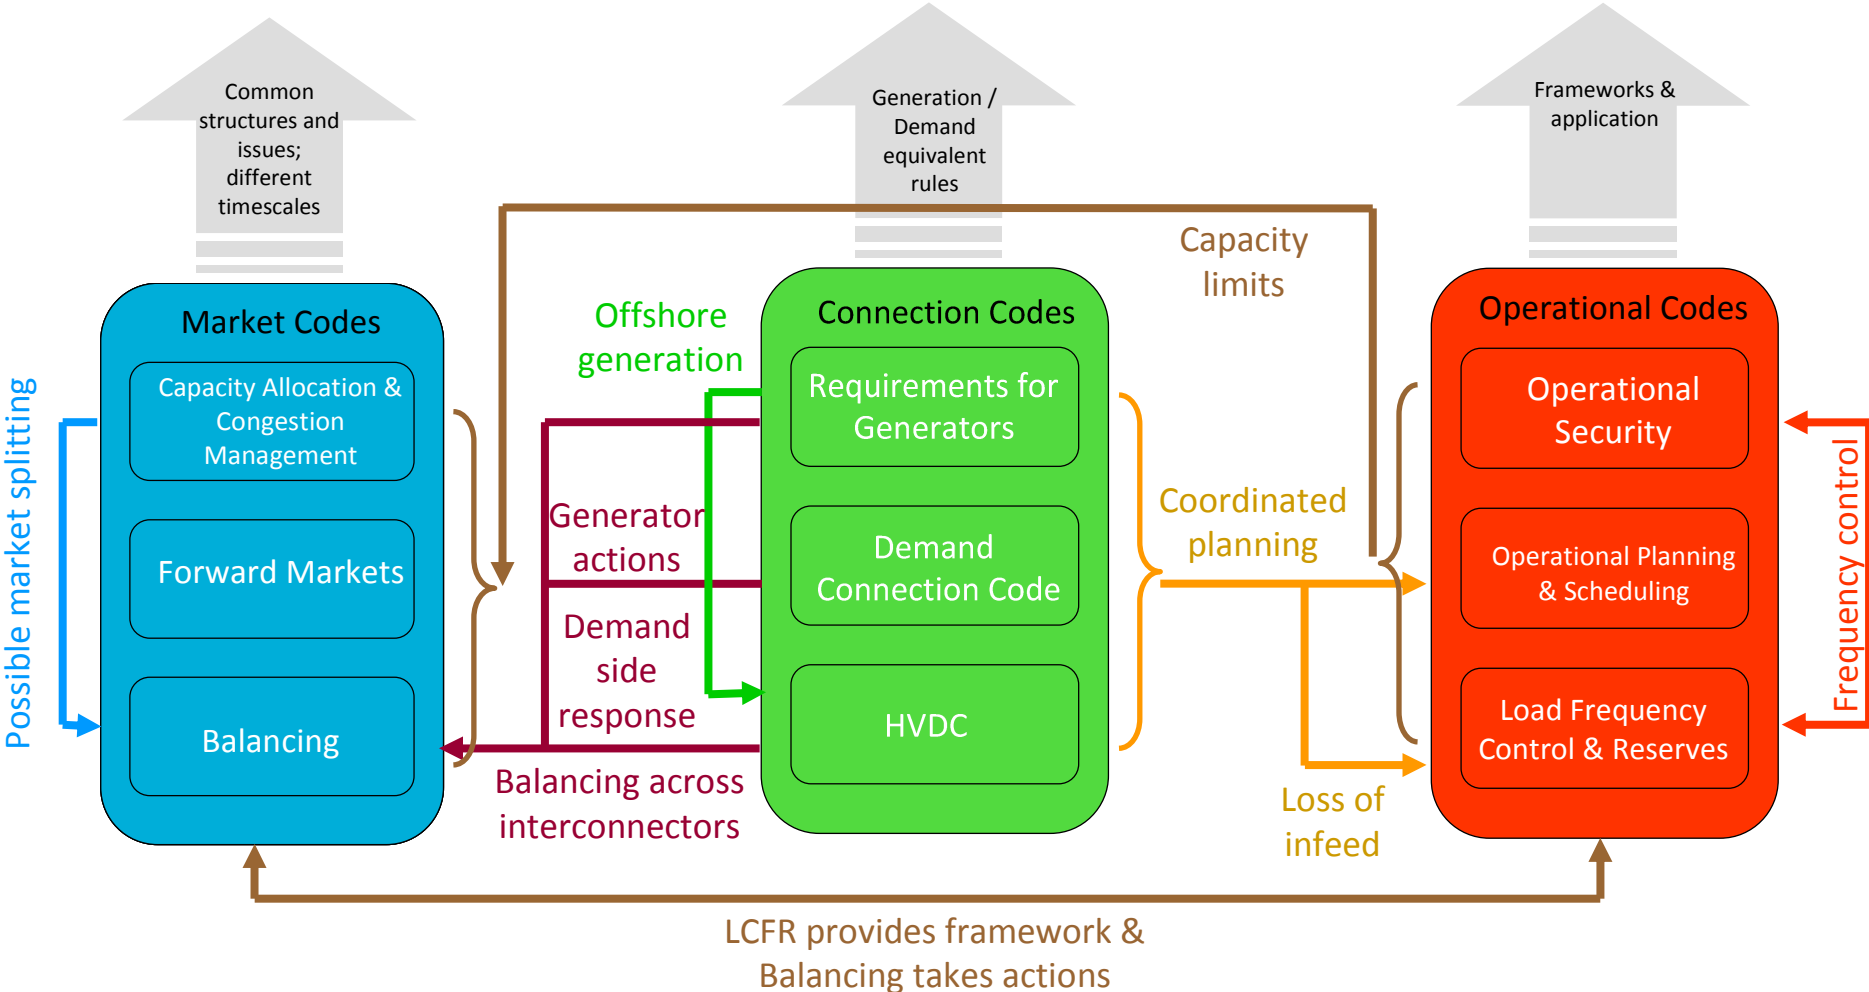 Common
structures and
issues;
different
timescales
Generation /
Demand
equivalent
rules
Frameworks &
application
Capacity
limits
Possible market splitting
Market Codes
Capacity Allocation &
Congestion
Management
Forward Markets
Balancing
Offshore
generation
Generator
actions
Demand
side
response
Balancing across
interconnectors
Connection Codes
Requirements for
Generators
Demand
Connection Code
HVDC
Coordinated
planning
Loss of
infeed
Operational Codes
Operational
Security
Operational Planning
& Scheduling
Load Frequency
Control & Reserves
Frequency control
LCFR provides framework &
Balancing takes actions